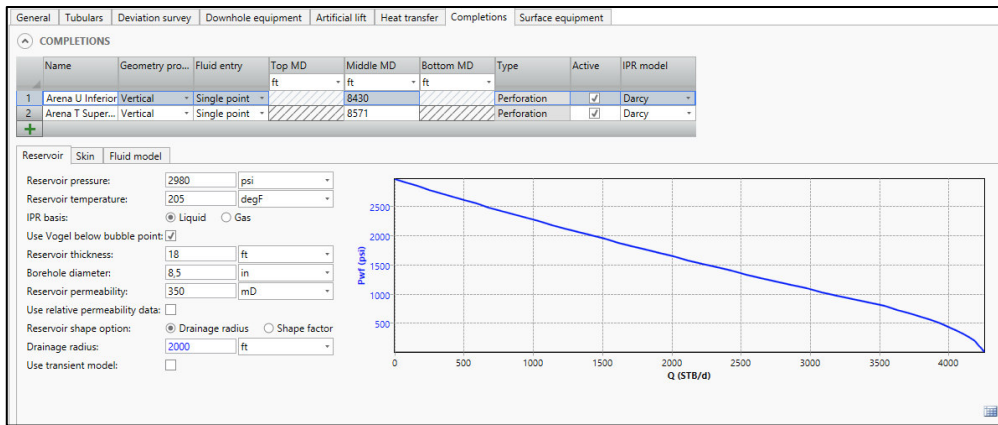 General Tubulars Deviation survey Downhole equipment Artificial lift Heat transfer Completions Surface equipment
COMPLETIONS
Name Geometry pro... Fluid entry Top MD Middle MD Bottom MD Type Active IPR model
ft ft ft
1 Arena U Inferior Vertical Single point 8430 Perforation Darcy
2 Arena T Super... Vertical Single point 8571 Perforation Darcy
Reservoir Skin Fluid model
Reservoir pressure: 2980 psi
Reservoir temperature: 205 degF
IPR basis: Liquid Gas
Use Vogel below bubble point:
Reservoir thickness: 18 ft
Borehole diameter: 8,5 in
Reservoir permeability: 350 mD
Use relative permeability data:
Reservoir shape option: Drainage radius Shape factor
Drainage radius: 2000 ft
Use transient model:
Pwf (psi)
2500
2000
1500
1000
500
0 500 1000 1500 2000 2500 3000 3500 4000
Q (STB/d)